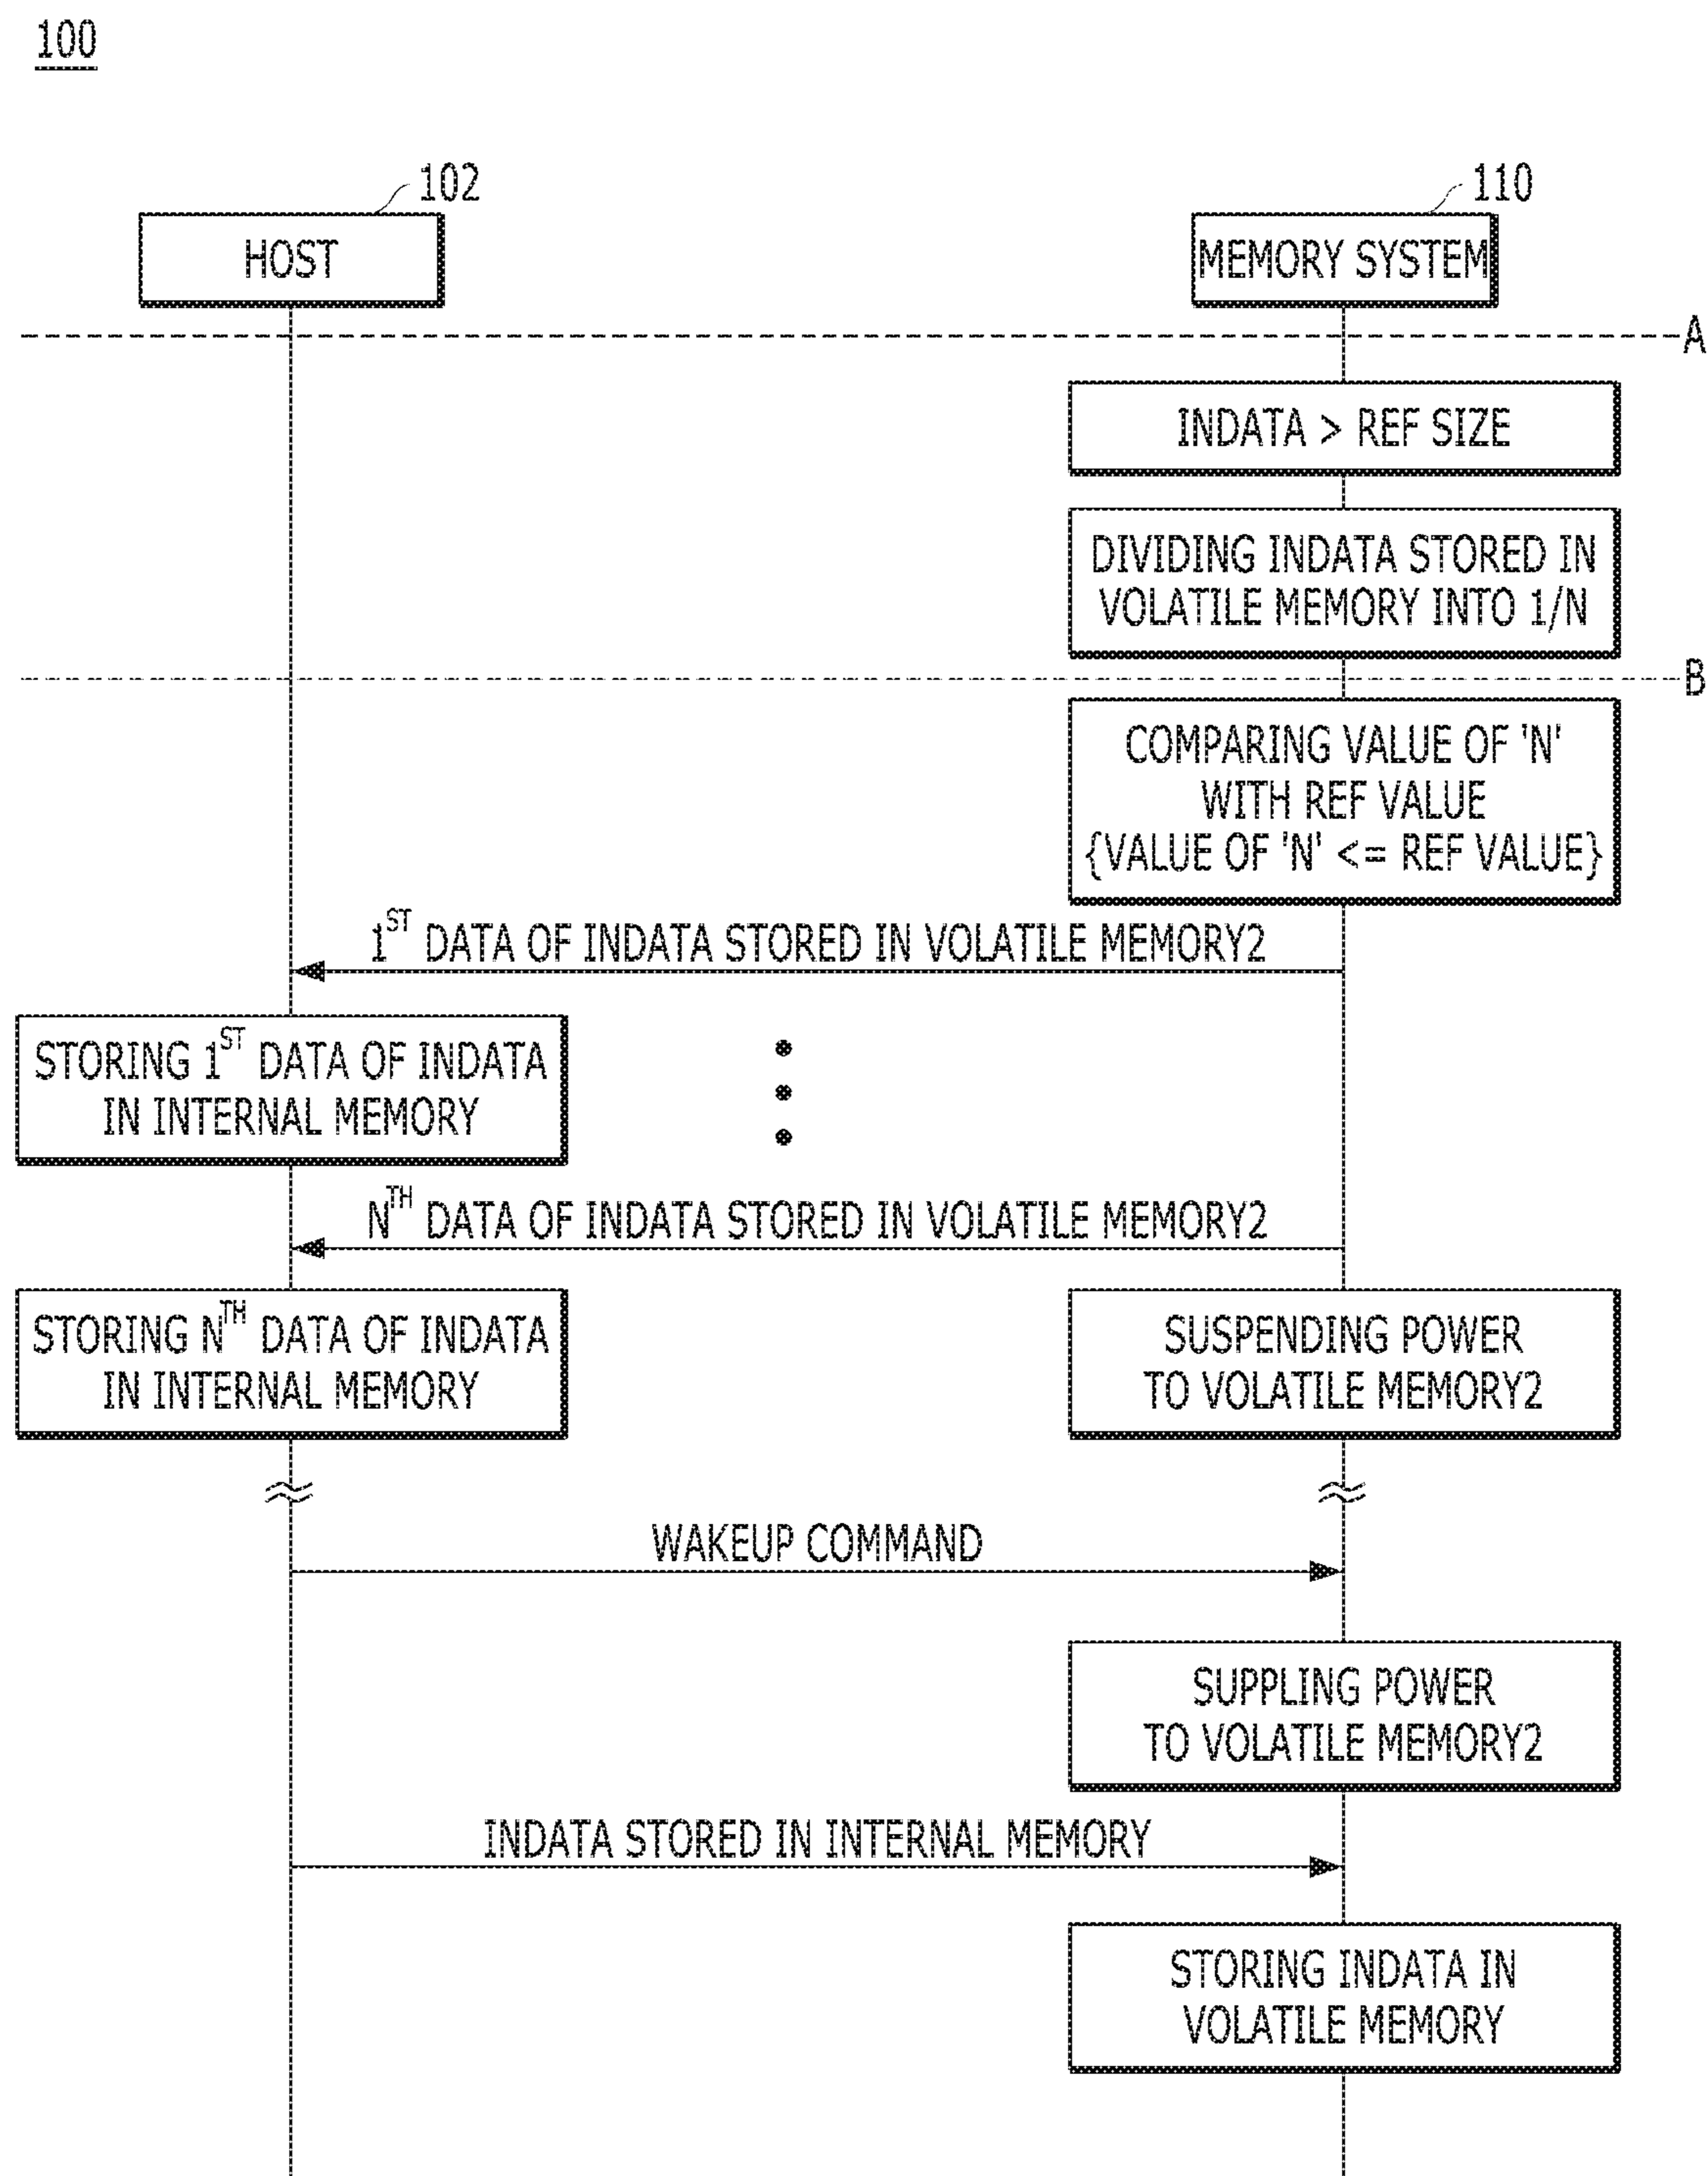 100
102
110
HOST
MEMORY SYSTEM
A
INDATA > REF SIZE
DIVIDING INDATA STORED IN
VOLATILE MEMORY INTO 1/N
B
COMPARING VALUE OF 'N'
WITH REF VALUE
{VALUE OF 'N' <= REF VALUE}
1ST DATA OF INDATA STORED IN VOLATILE MEMORY2
STORING 1ST DATA OF INDATA
IN INTERNAL MEMORY
NTH DATA OF INDATA STORED IN VOLATILE MEMORY2
STORING NTH DATA OF INDATA
IN INTERNAL MEMORY
SUSPENDING POWER
TO VOLATILE MEMORY2
WAKEUP COMMAND
SUPPLING POWER
TO VOLATILE MEMORY2
INDATA STORED IN INTERNAL MEMORY
STORING INDATA IN
VOLATILE MEMORY